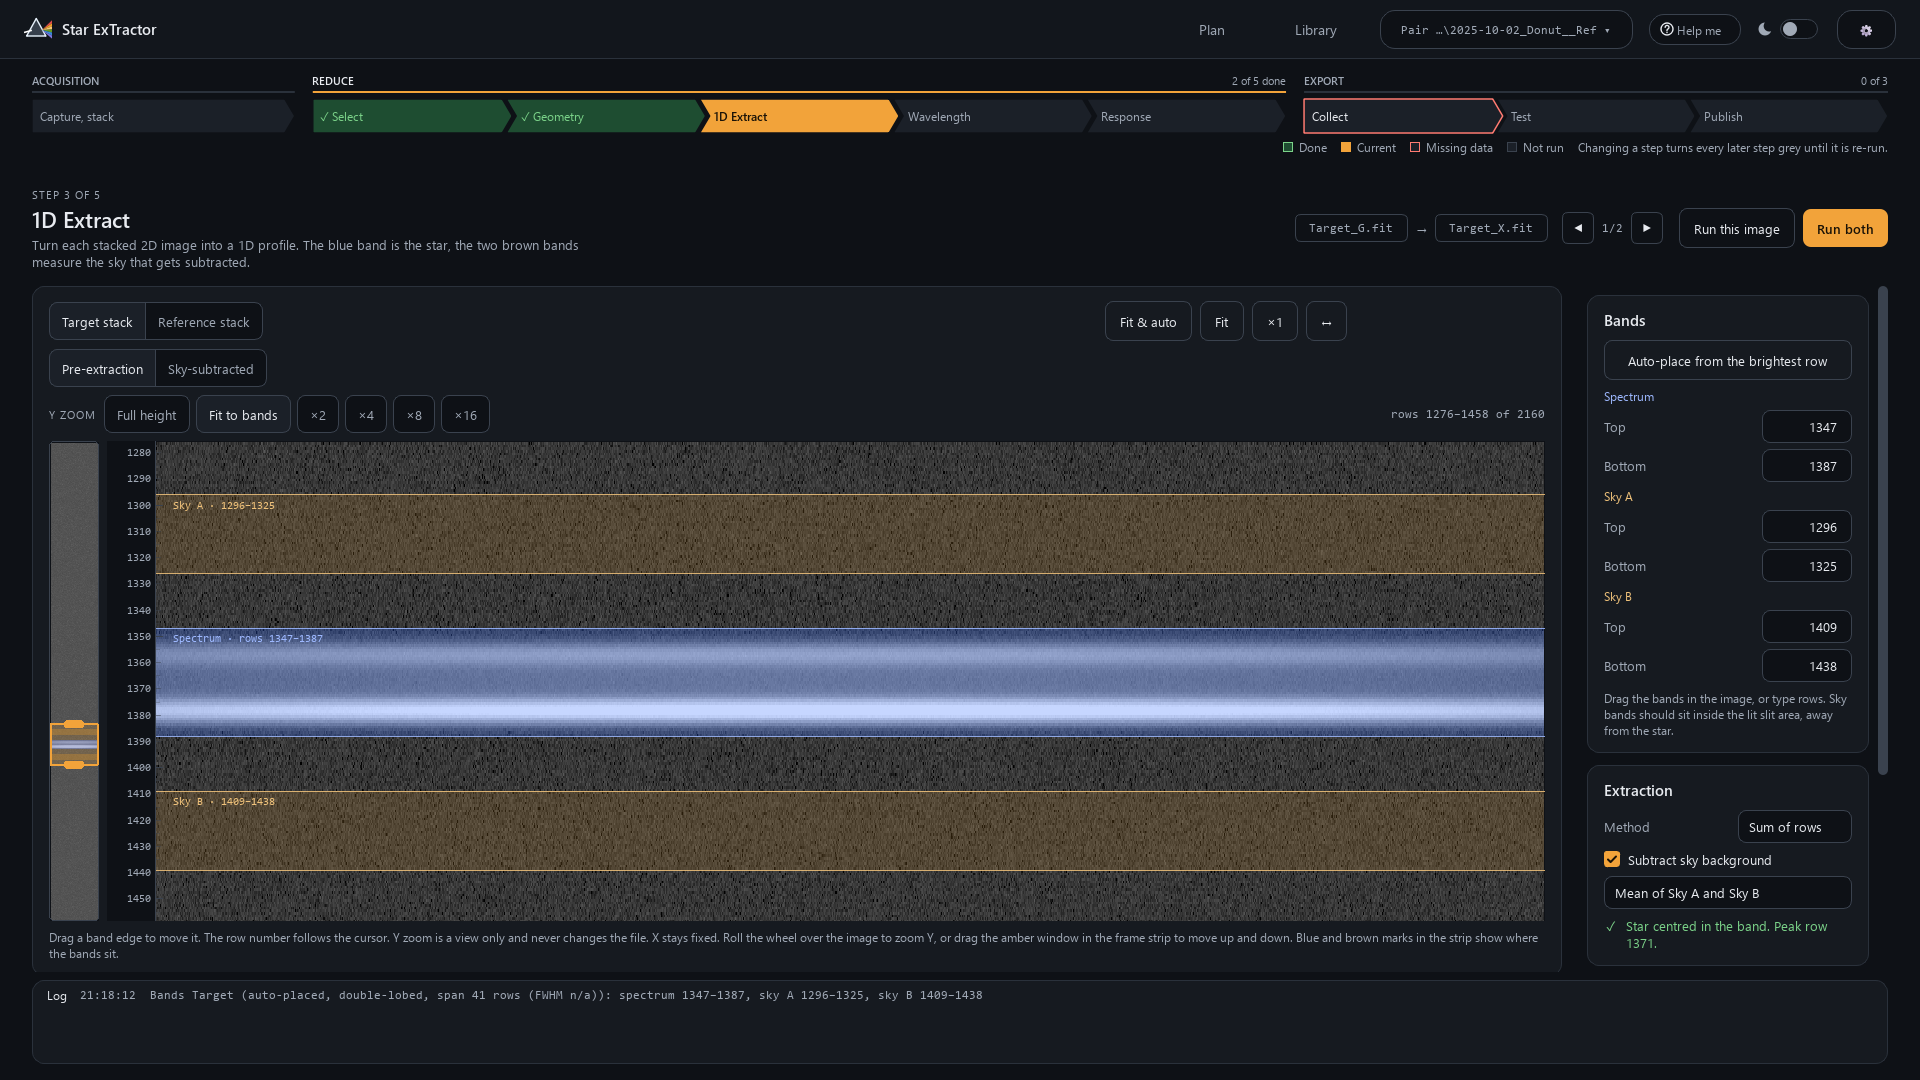 Star ExTractor
Plan
Library
Pair …\2025-10-02_Donut__Ref ▾
Help me
ACQUISITION
REDUCE
2 of 5 done
EXPORT
0 of 3
Capture, stack
✓ Select
✓ Geometry
1D Extract
Wavelength
Response
Collect
Test
Publish
Done
Current
Missing data
Not run
Changing a step turns every later step grey until it is re-run.
STEP 3 OF 5
1D Extract
Turn each stacked 2D image into a 1D profile. The blue band is the star, the two brown bands
measure the sky that gets subtracted.
Target_G.fit → Target_X.fit
◀ 1/2 ▶
Run this image
Run both
Target stack
Reference stack
Fit & auto
Fit
×1
↔
Pre-extraction
Sky-subtracted
Y ZOOM
Full height
Fit to bands
×2
×4
×8
×16
rows 1276–1458 of 2160
1280
1290
1300
1310
1320
1330
1340
1350
1360
1370
1380
1390
1400
1410
1420
1430
1440
1450
Sky A · 1296–1325
Spectrum · rows 1347–1387
Sky B · 1409–1438
Drag a band edge to move it. The row number follows the cursor. Y zoom is a view only and never changes the file. X stays fixed. Roll the wheel over the image to zoom Y, or drag the amber window in the frame strip to move up and down. Blue and brown marks in the strip show where
the bands sit.
Bands
Auto-place from the brightest row
Spectrum
Top 1347
Bottom 1387
Sky A
Top 1296
Bottom 1325
Sky B
Top 1409
Bottom 1438
Drag the bands in the image, or type rows. Sky
bands should sit inside the lit slit area, away
from the star.
Extraction
Method Sum of rows
Subtract sky background
Mean of Sky A and Sky B
✓ Star centred in the band. Peak row
1371.
Log 21:18:12 Bands Target (auto-placed, double-lobed, span 41 rows (FWHM n/a)): spectrum 1347–1387, sky A 1296–1325, sky B 1409–1438